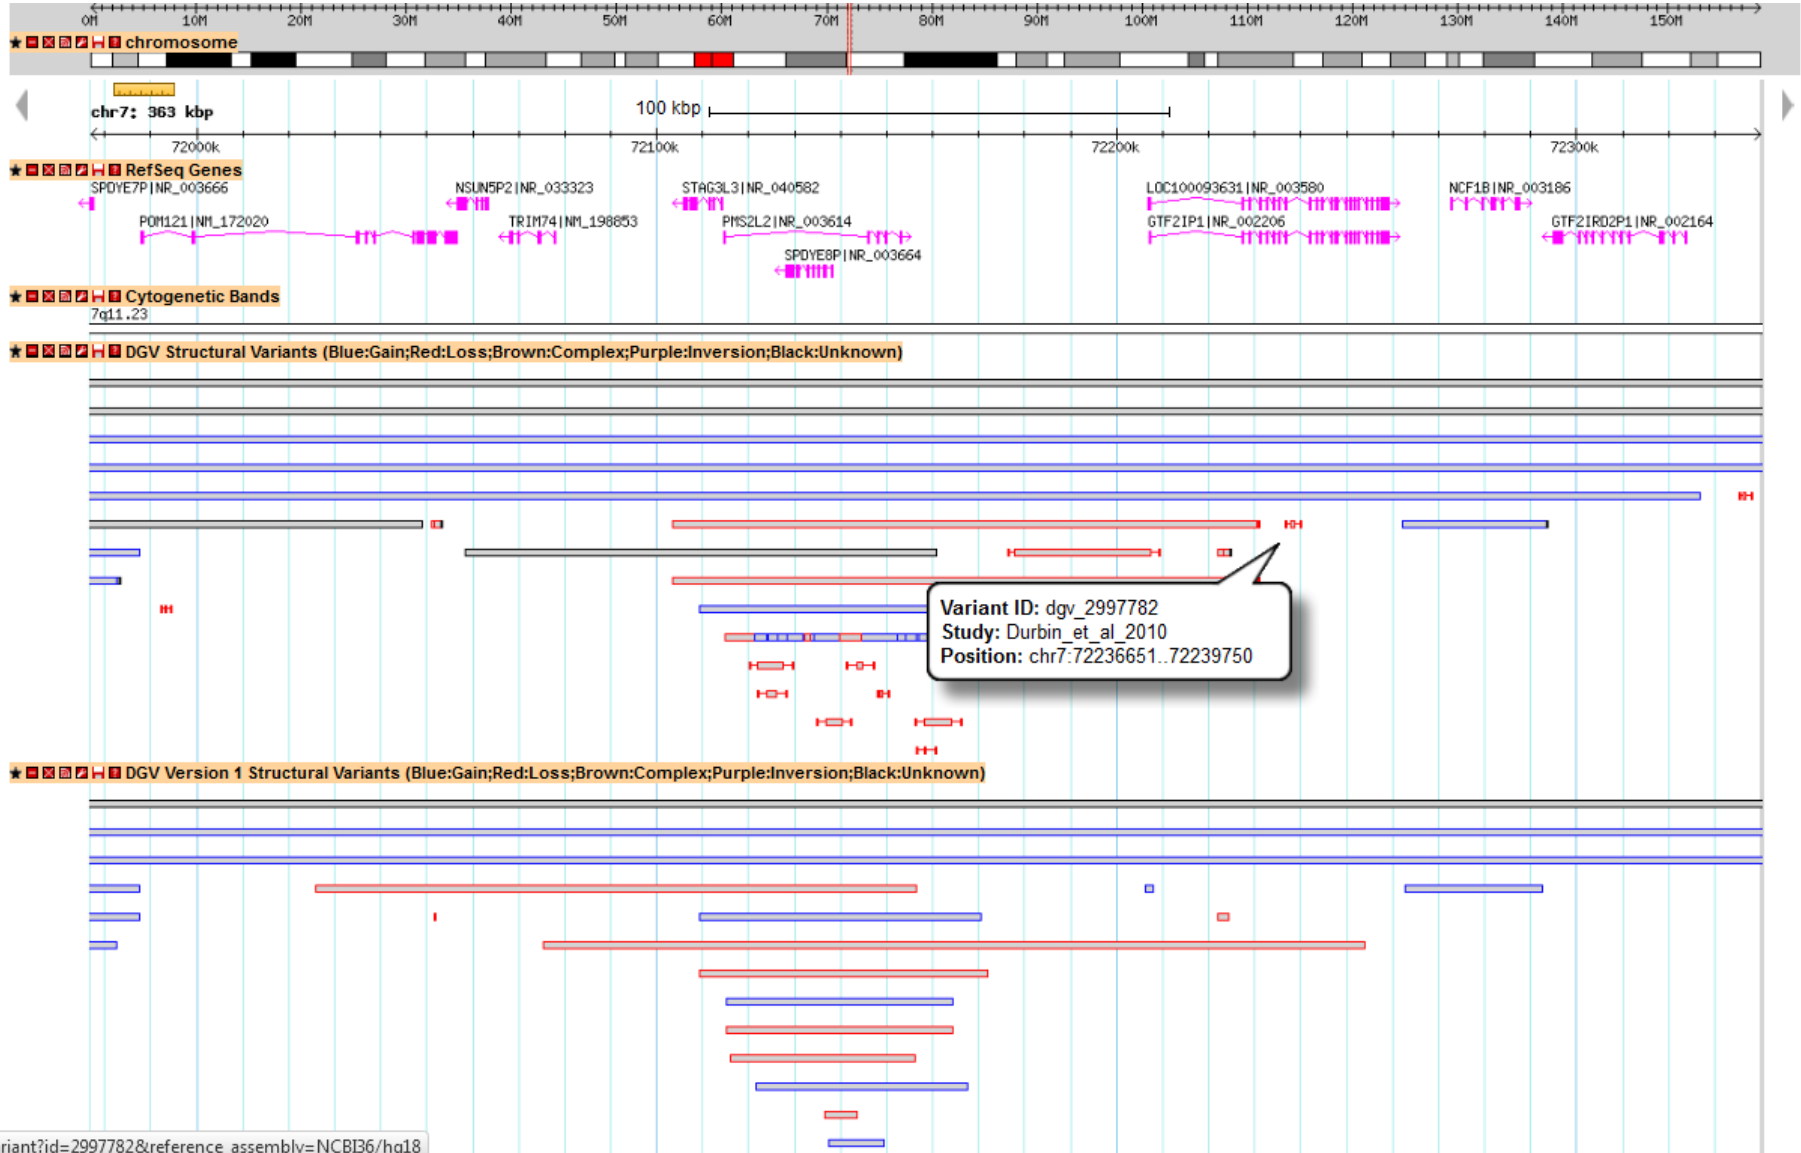 0M 10M 20M 30M 40M 50M 60M 70M 80M 90M 100M 110M 120M 130M 140M 150M
chromosome
chr7: 363 kbp
100 kbp
72000k 72100k 72200k 72300k
RefSeq Genes
SPDYE7P|NR_003666 NSUN5P2|NR_033323 STAG3L3|NR_040582 LOC100093631|NR_003580 NCF1B|NR_003186
POM121|NM_172020 TRIM74|NM_198853 PMS2L2|NR_003614 GTF2IP1|NR_002206 GTF2IRD2P1|NR_002164
SPDYE8P|NR_003664
Cytogenetic Bands
7q11.23
DGV Structural Variants (Blue:Gain;Red:Loss;Brown:Complex;Purple:Inversion;Black:Unknown)
Variant ID: dgv_2997782
Study: Durbin_et_al_2010
Position: chr7:72236651..72239750
DGV Version 1 Structural Variants (Blue:Gain;Red:Loss;Brown:Complex;Purple:Inversion;Black:Unknown)
riant?id=2997782&reference_assembly=NCBI36/hg18